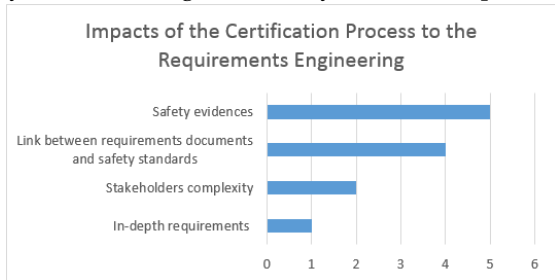 Impacts of the Certification Process to the
Requirements Engineering
Safety evidences
Link between requirements documents
and safety standards
Stakeholders complexity
In-depth requirements
0 1 2 3 4 5 6